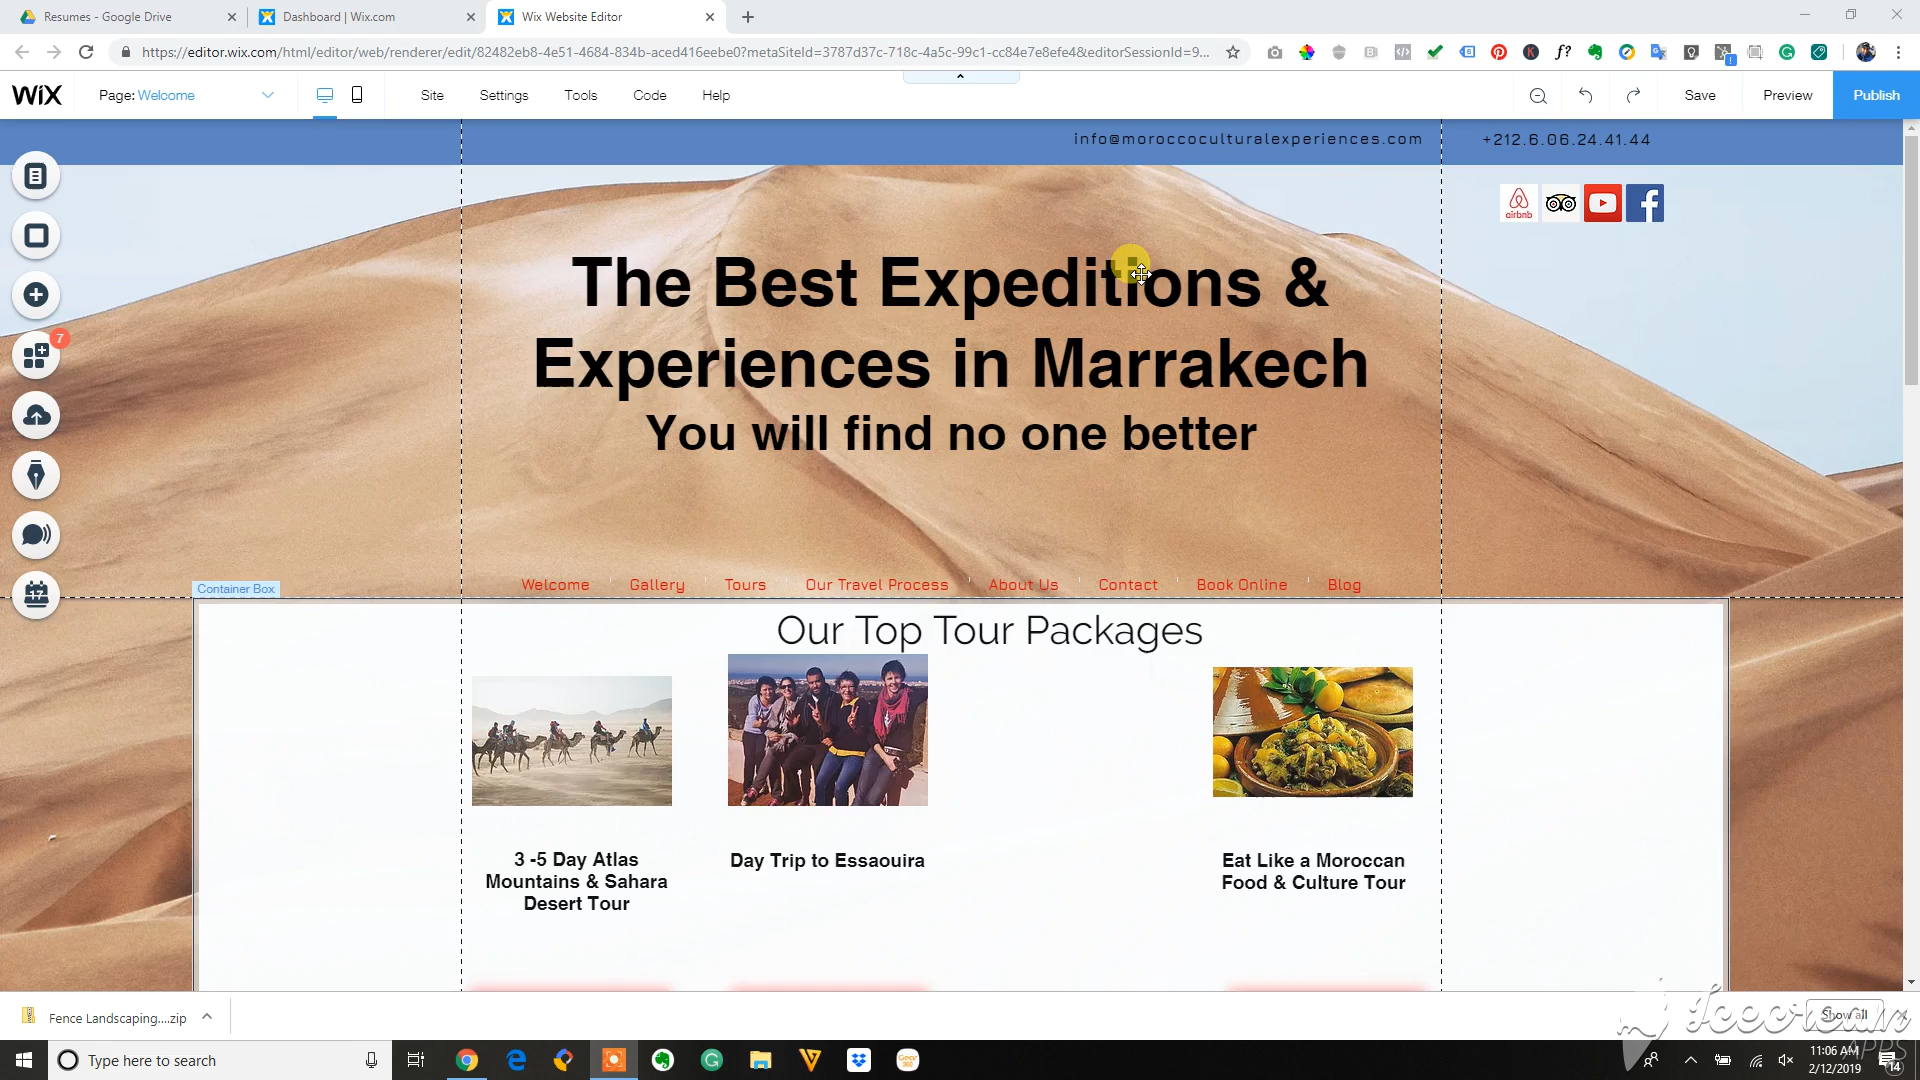 Resumes - Google Drive
Dashboard | Wix.com
Wix Website Editor
https://editor.wix.com/html/editor/web/renderer/edit/82482eb8-4e51-4684-834b-aced416eebe0?metaSiteId=3787d37c-718c-4a5c-99c1-cc84e7e8efe4&editorSessionId=9...
WiX
Page: Welcome
Site
Settings
Tools
Code
Help
Save
Preview
Publish
info@moroccoculturalexperiences.com
+212.6.06.24.41.44
airbnb
The Best Expeditions &
Experiences in Marrakech
You will find no one better
7
17
Container Box
Welcome
Gallery
Tours
Our Travel Process
About Us
Contact
Book Online
Blog
Our Top Tour Packages
3 -5 Day Atlas
Mountains & Sahara
Desert Tour
Day Trip to Essaouira
Eat Like a Moroccan
Food & Culture Tour
Fence Landscaping....zip
Show all
Icecream
APPS
Type here to search
11:06 AM
2/12/2019
14